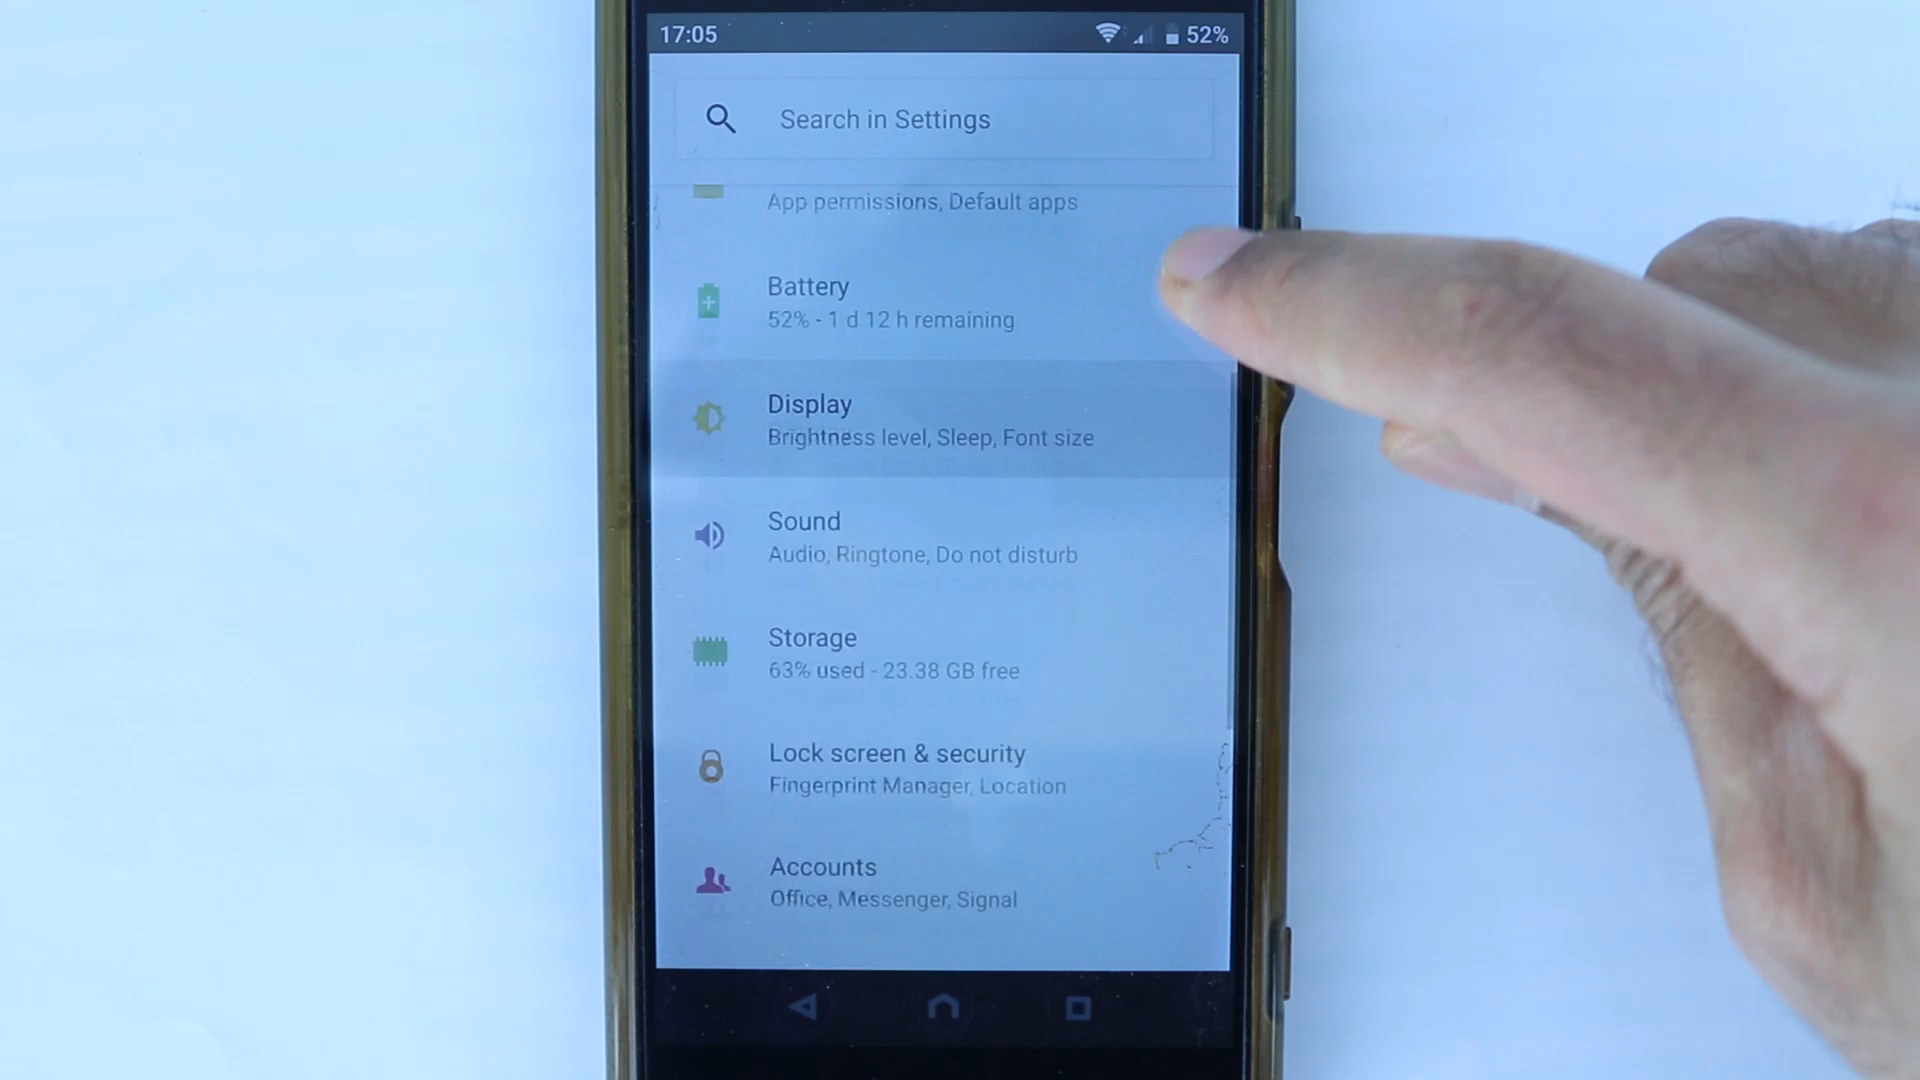 17:05 52%
Search in Settings
App permissions, Default apps
Battery
52% - 1 d 12 h remaining
Display
Brightness level, Sleep, Font size
Sound
Audio, Ringtone, Do not disturb
Storage
63% used - 23.38 GB free
Lock screen & security
Fingerprint Manager, Location
Accounts
Office, Messenger, Signal